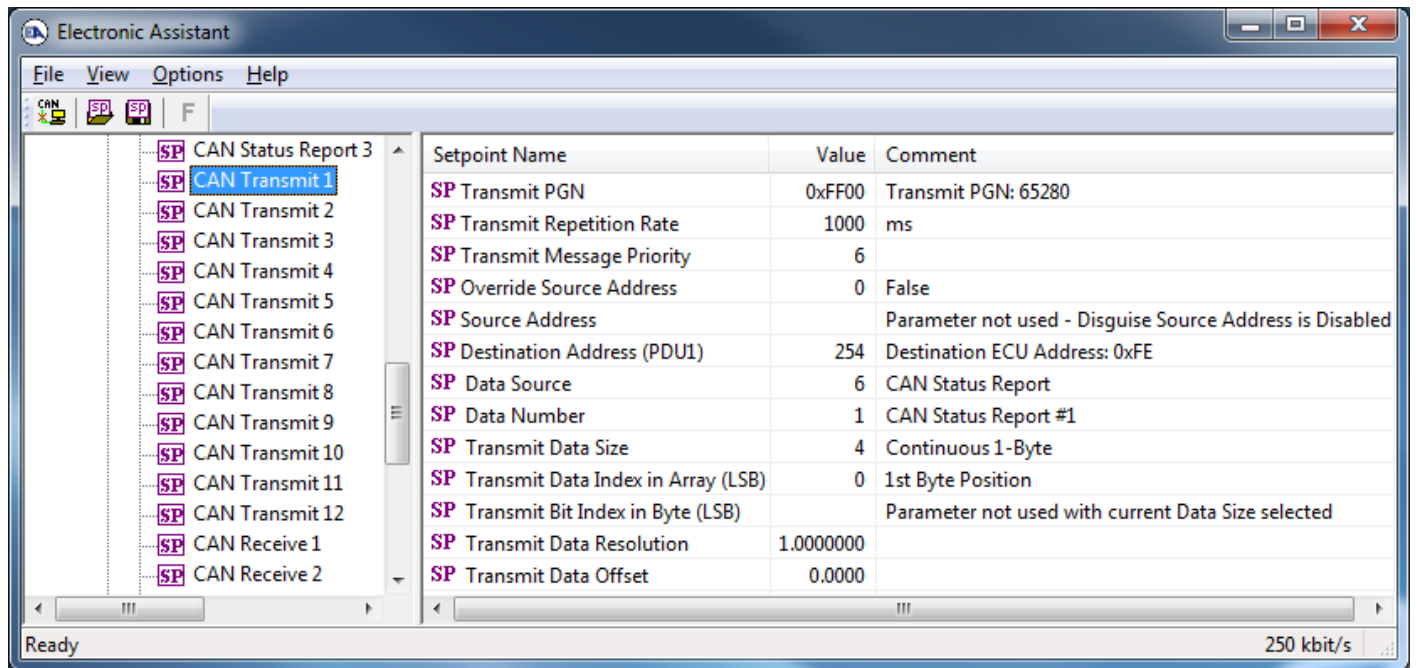 EA Electronic Assistant
File View Options Help
CAN SP SP F
SP CAN Status Report 3
SP CAN Transmit 1
SP CAN Transmit 2
SP CAN Transmit 3
SP CAN Transmit 4
SP CAN Transmit 5
SP CAN Transmit 6
SP CAN Transmit 7
SP CAN Transmit 8
SP CAN Transmit 9
SP CAN Transmit 10
SP CAN Transmit 11
SP CAN Transmit 12
SP CAN Receive 1
SP CAN Receive 2
Setpoint Name Value Comment
SP Transmit PGN 0xFF00 Transmit PGN: 65280
SP Transmit Repetition Rate 1000 ms
SP Transmit Message Priority 6
SP Override Source Address 0 False
SP Source Address Parameter not used - Disguise Source Address is Disabled
SP Destination Address (PDU1) 254 Destination ECU Address: 0xFE
SP Data Source 6 CAN Status Report
SP Data Number 1 CAN Status Report #1
SP Transmit Data Size 4 Continuous 1-Byte
SP Transmit Data Index in Array (LSB) 0 1st Byte Position
SP Transmit Bit Index in Byte (LSB) Parameter not used with current Data Size selected
SP Transmit Data Resolution 1.0000000
SP Transmit Data Offset 0.0000
Ready 250 kbit/s